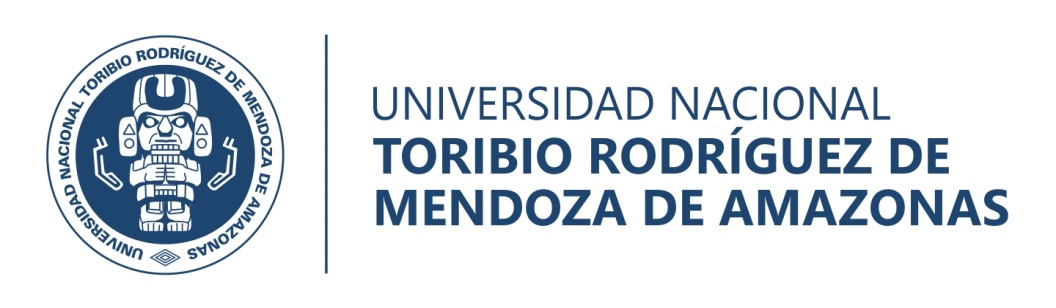 UNIVERSIDAD NACIONAL TORIBIO RODRÍGUEZ DE MENDOZA DE AMAZONAS
UNIVERSIDAD NACIONAL
TORIBIO RODRÍGUEZ DE
MENDOZA DE AMAZONAS